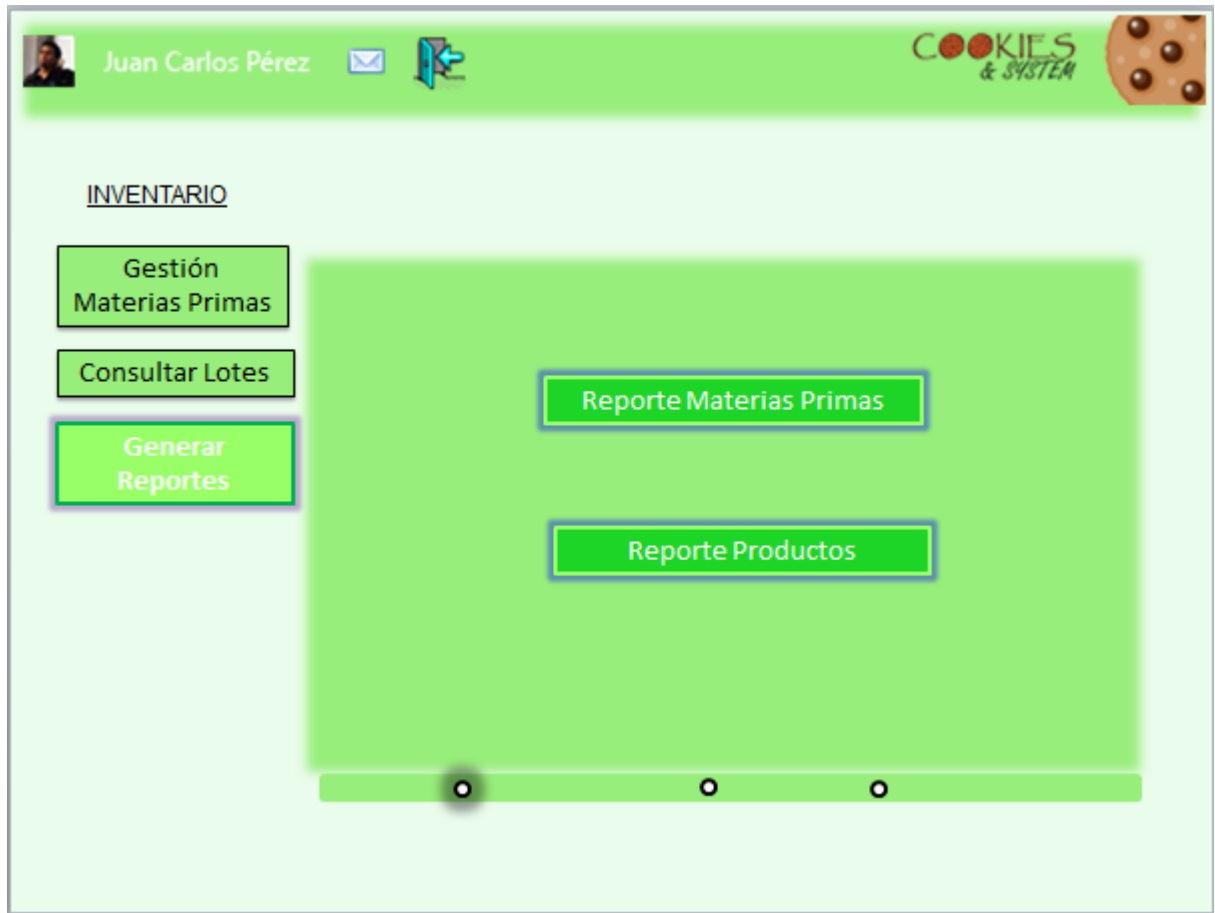 Juan Carlos Pérez
COOKIES
& SYSTEM
INVENTARIO
Gestión
Materias Primas
Consultar Lotes
Generar
Reportes
Reporte Materias Primas
Reporte Productos